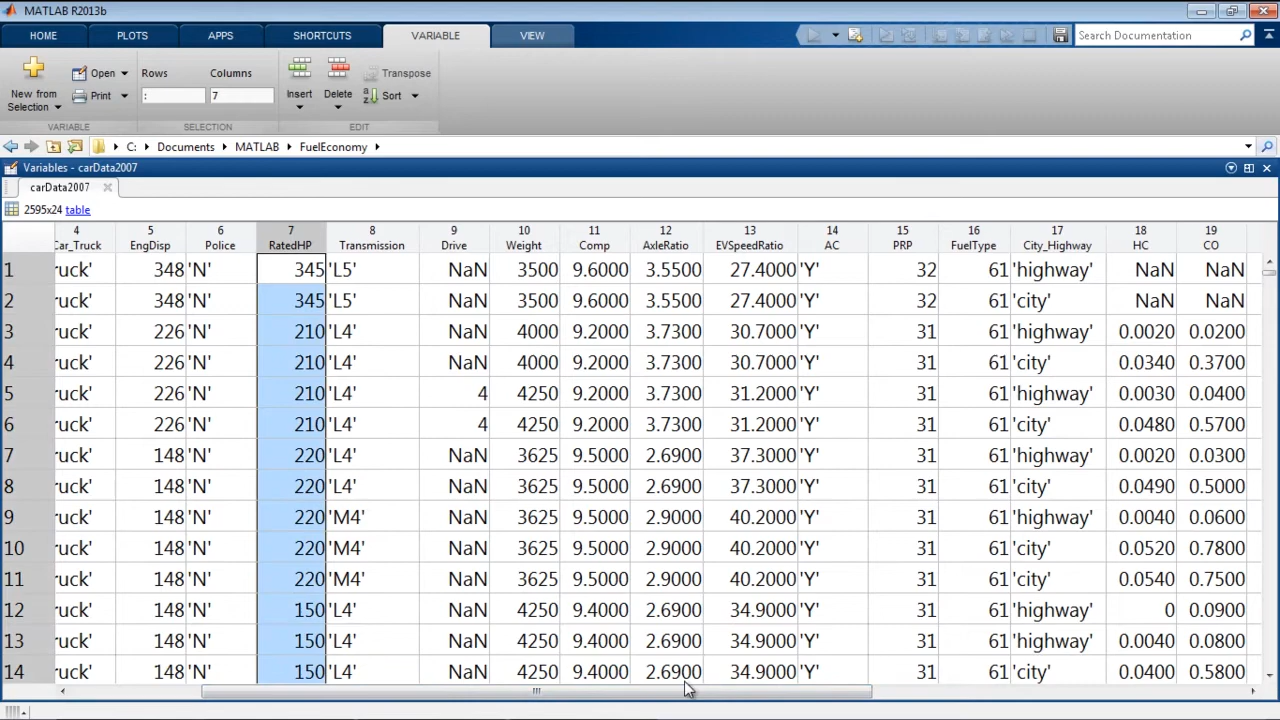 MATLAB R2013b
HOME PLOTS APPS SHORTCUTS VARIABLE VIEW Search Documentation
New from Selection Open Print Rows : Columns 7 Insert Delete Transpose Sort
VARIABLE SELECTION EDIT
C: Documents MATLAB FuelEconomy
Variables - carData2007
carData2007
2595x24 table
4 5 6 7 8 9 10 11 12 13 14 15 16 17 18 19
Car_Truck EngDisp Police RatedHP Transmission Drive Weight Comp AxleRatio EVSpeedRatio AC PRP FuelType City_Highway HC CO
1 ruck' 348 'N' 345 'L5' NaN 3500 9.6000 3.5500 27.4000 'Y' 32 61 'highway' NaN NaN
2 ruck' 348 'N' 345 'L5' NaN 3500 9.6000 3.5500 27.4000 'Y' 32 61 'city' NaN NaN
3 ruck' 226 'N' 210 'L4' NaN 4000 9.2000 3.7300 30.7000 'Y' 31 61 'highway' 0.0020 0.0200
4 ruck' 226 'N' 210 'L4' NaN 4000 9.2000 3.7300 30.7000 'Y' 31 61 'city' 0.0340 0.3700
5 ruck' 226 'N' 210 'L4' 4 4250 9.2000 3.7300 31.2000 'Y' 31 61 'highway' 0.0030 0.0400
6 ruck' 226 'N' 210 'L4' 4 4250 9.2000 3.7300 31.2000 'Y' 31 61 'city' 0.0480 0.5700
7 ruck' 148 'N' 220 'L4' NaN 3625 9.5000 2.6900 37.3000 'Y' 31 61 'highway' 0.0020 0.0300
8 ruck' 148 'N' 220 'L4' NaN 3625 9.5000 2.6900 37.3000 'Y' 31 61 'city' 0.0490 0.5000
9 ruck' 148 'N' 220 'M4' NaN 3625 9.5000 2.9000 40.2000 'Y' 31 61 'highway' 0.0040 0.0600
10 ruck' 148 'N' 220 'M4' NaN 3625 9.5000 2.9000 40.2000 'Y' 31 61 'city' 0.0520 0.7800
11 ruck' 148 'N' 220 'M4' NaN 3625 9.5000 2.9000 40.2000 'Y' 31 61 'city' 0.0540 0.7500
12 ruck' 148 'N' 150 'L4' NaN 4250 9.4000 2.6900 34.9000 'Y' 31 61 'highway' 0 0.0900
13 ruck' 148 'N' 150 'L4' NaN 4250 9.4000 2.6900 34.9000 'Y' 31 61 'highway' 0.0040 0.0800
14 ruck' 148 'N' 150 'L4' NaN 4250 9.4000 2.6900 34.9000 'Y' 31 61 'city' 0.0400 0.5800